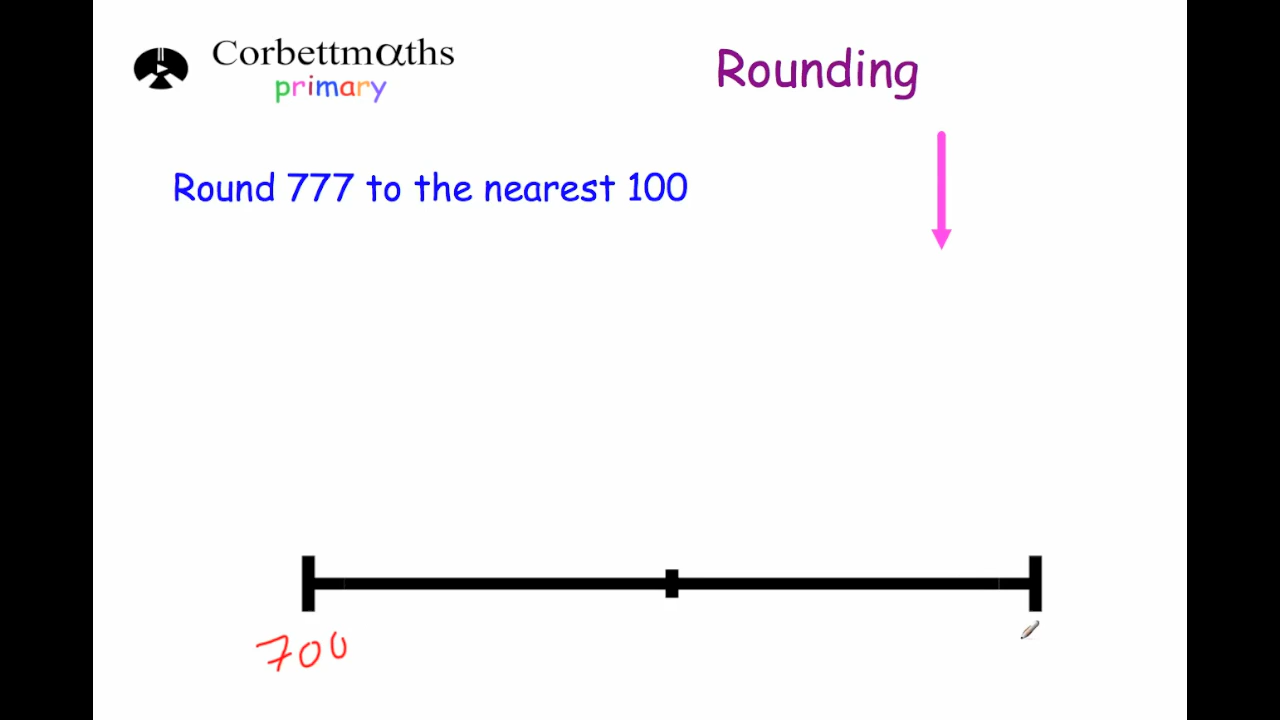 Corbettmαths
primary
Rounding
Round 777 to the nearest 100
700